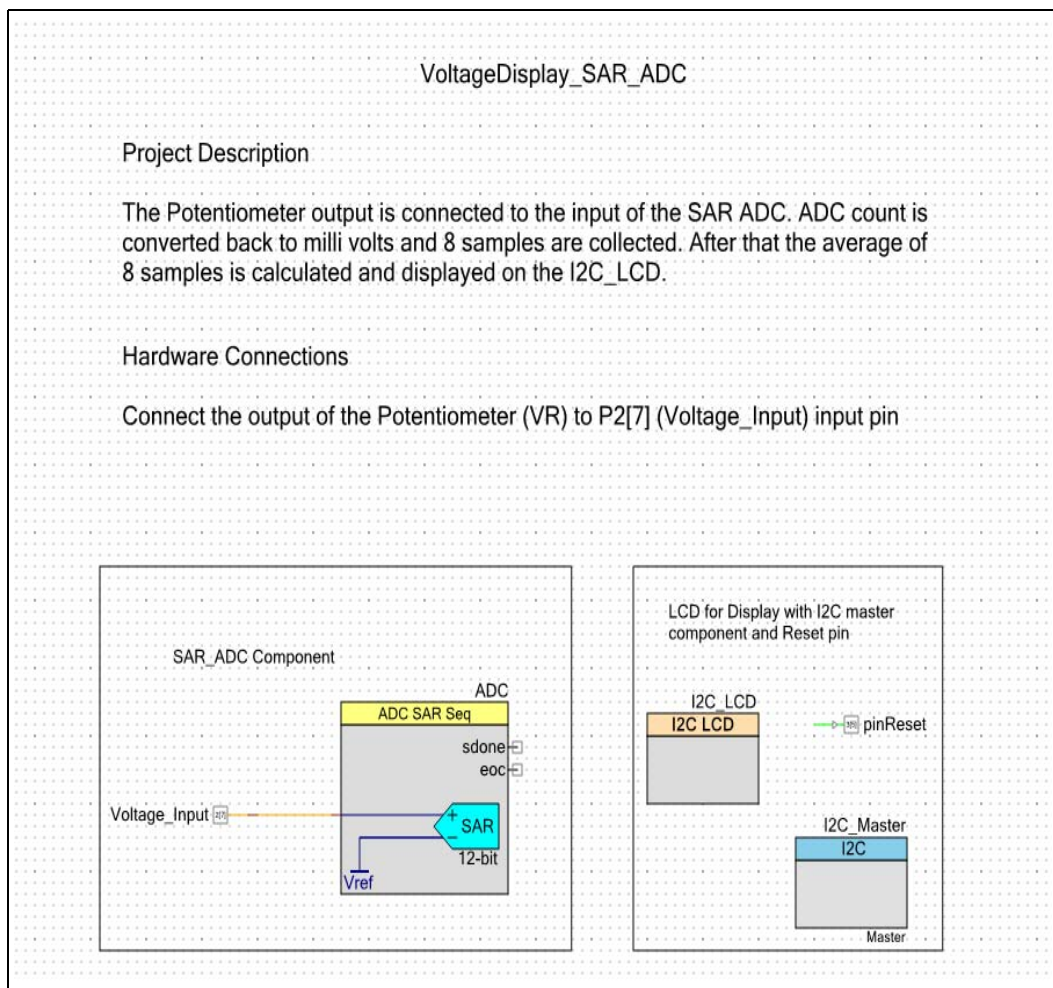 VoltageDisplay_SAR_ADC
Project Description
The Potentiometer output is connected to the input of the SAR ADC. ADC count is
converted back to milli volts and 8 samples are collected. After that the average of
8 samples is calculated and displayed on the I2C_LCD.
Hardware Connections
Connect the output of the Potentiometer (VR) to P2[7] (Voltage_Input) input pin
SAR_ADC Component
ADC
ADC SAR Seq
sdone
eoc
Voltage_Input
2[7]
SAR
12-bit
Vref
LCD for Display with I2C master
component and Reset pin
I2C_LCD
I2C LCD
pinReset
I2C_Master
I2C
Master